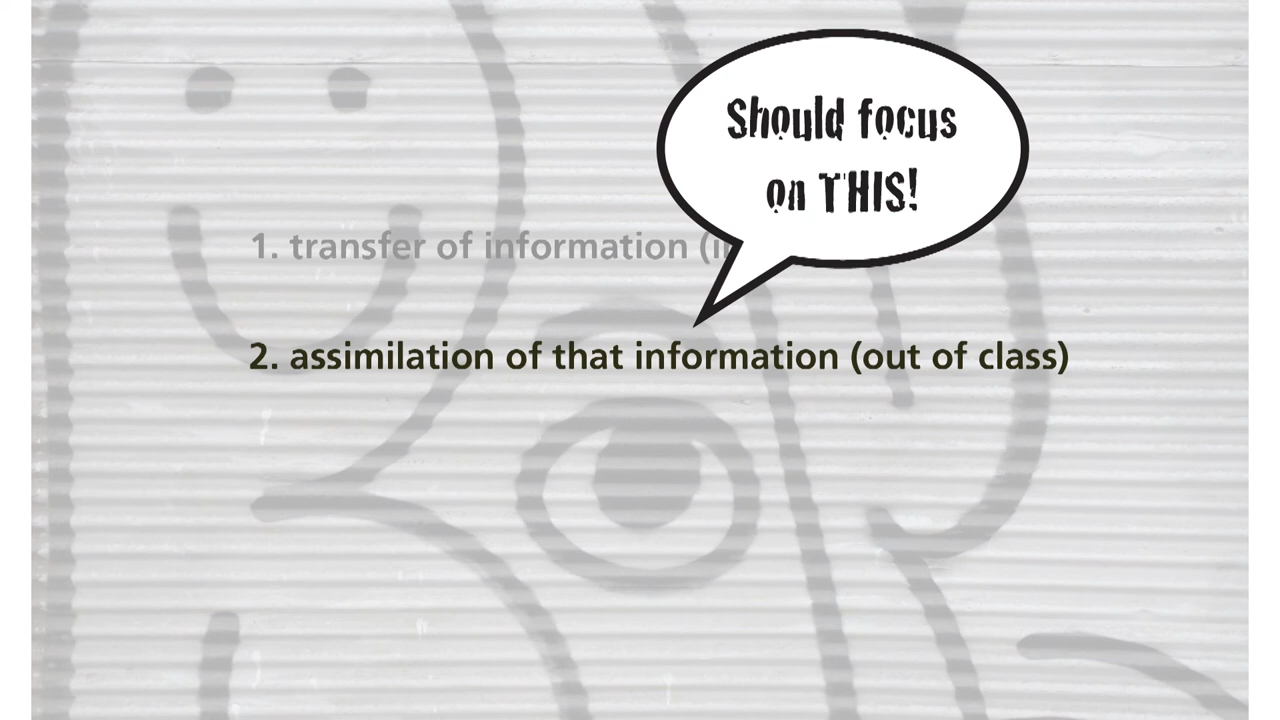 Should focus
on THIS!
1. transfer of information (i
2. assimilation of that information (out of class)